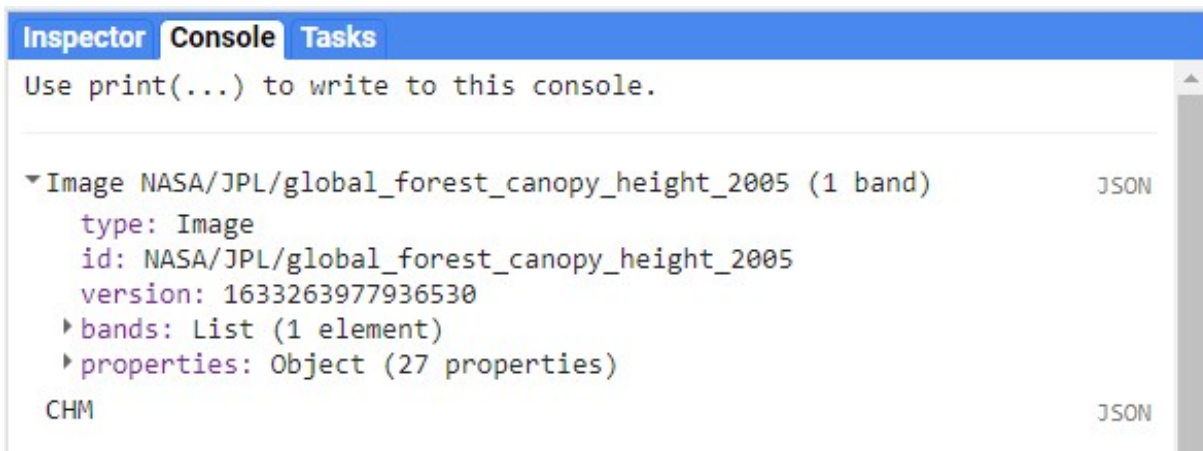 Inspector Console Tasks
Use print(...) to write to this console.
Image NASA/JPL/global_forest_canopy_height_2005 (1 band) JSON
type: Image
id: NASA/JPL/global_forest_canopy_height_2005
version: 1633263977936530
bands: List (1 element)
properties: Object (27 properties)
CHM JSON